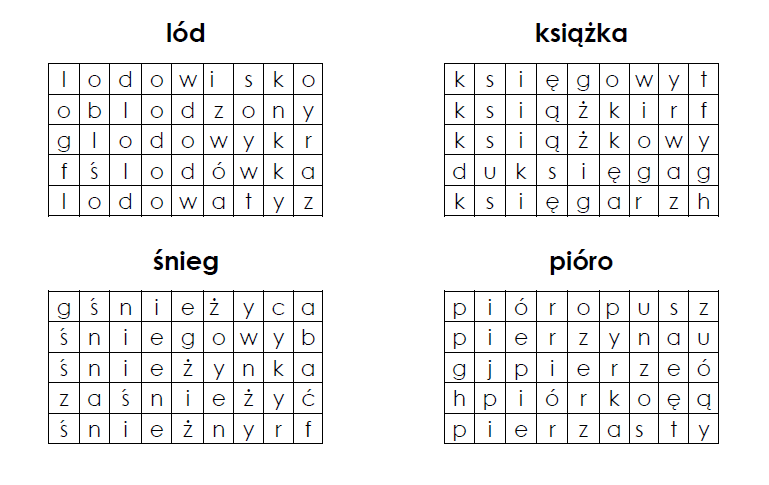 lód
l o d o w i s k o
o b l o d z o n y
g l o d o w y k r
f ś l o d ó w k a
l o d o w a t y z
książka
k s i ę g o w y t
k s i ą ż k i r f
k s i ą ż k o w y
d u k s i ę g a g
k s i ę g a r z h
śnieg
g ś n i e ż y c a
ś n i e g o w y b
ś n i e ż y n k a
z a ś n i e ż y ć
ś n i e ż n y r f
pióro
p i ó r o p u s z
p i e r z y n a u
g j p i e r z e ó
h p i ó r k o ę ą
p i e r z a s t y